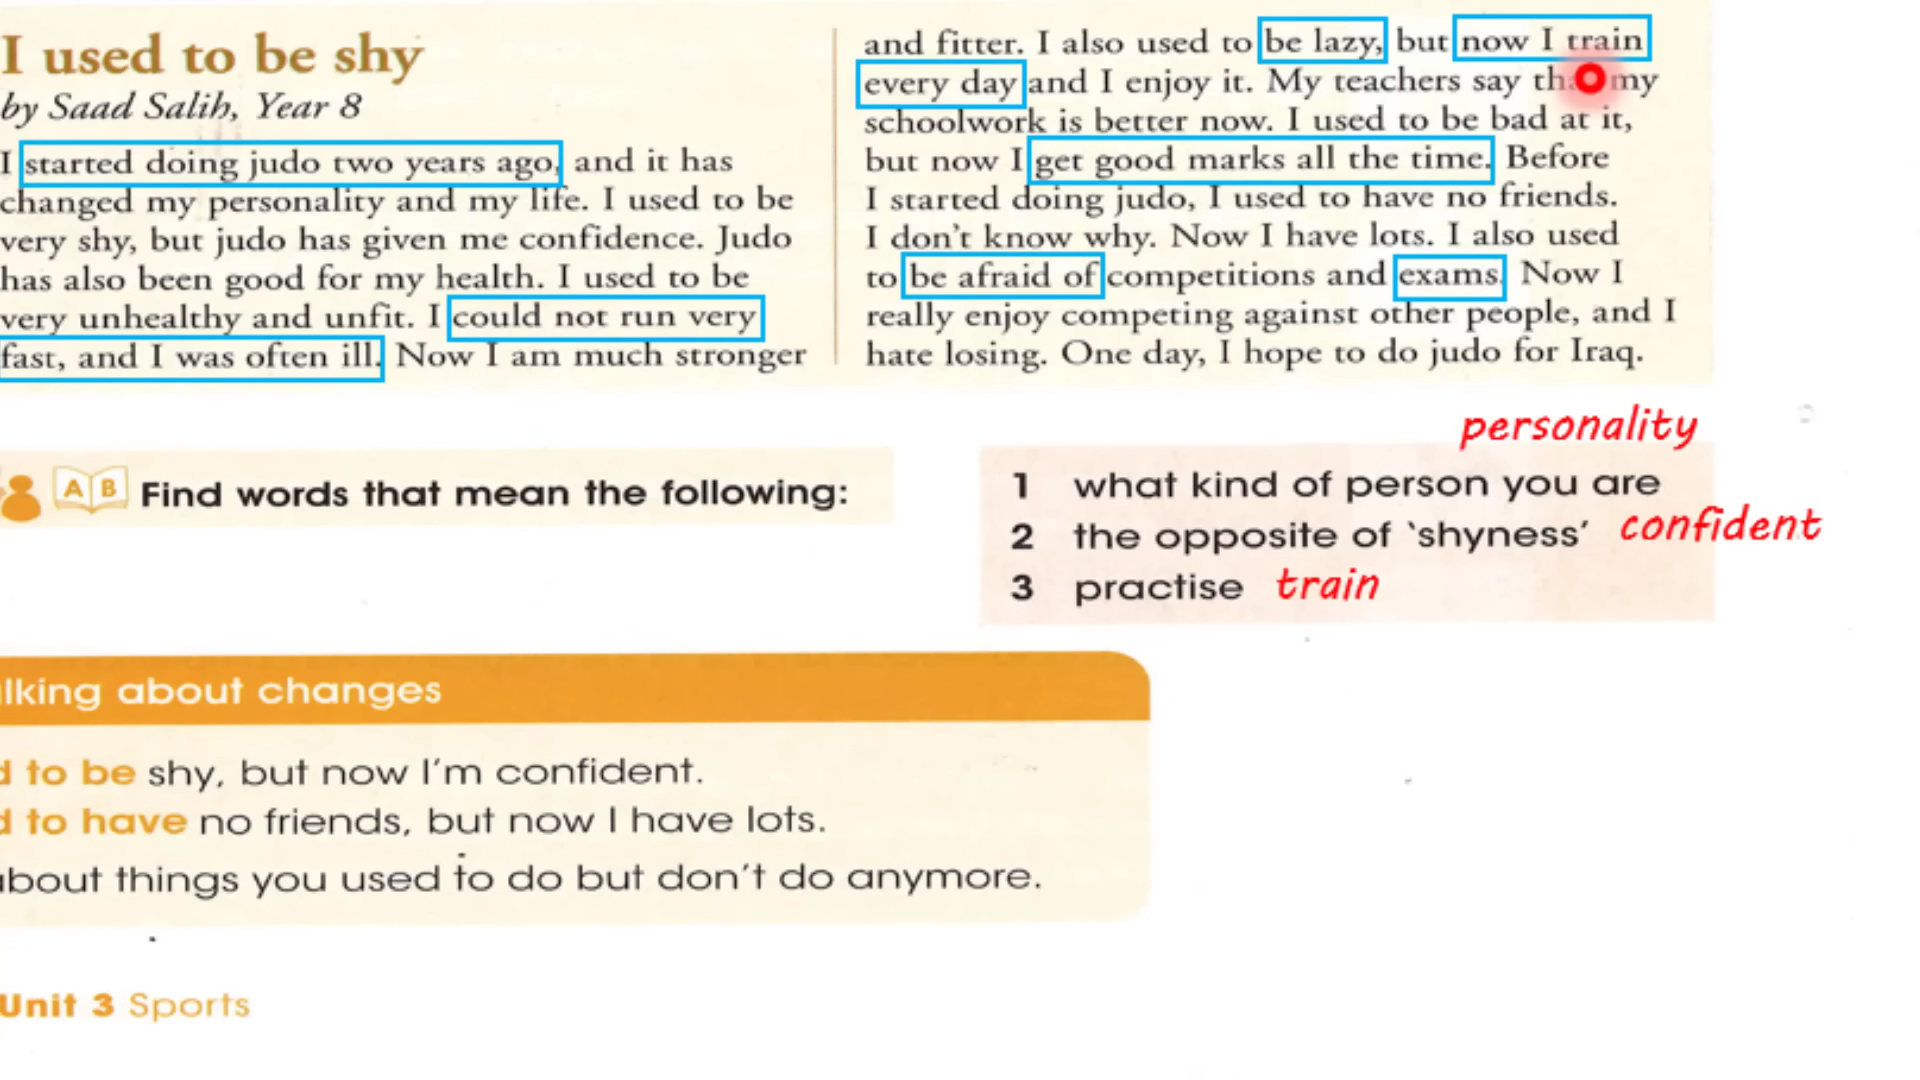 I used to be shy
by Saad Salih, Year 8
I started doing judo two years ago, and it has
changed my personality and my life. I used to be
very shy, but judo has given me confidence. Judo
has also been good for my health. I used to be
very unhealthy and unfit. I could not run very
fast, and I was often ill. Now I am much stronger
and fitter. I also used to be lazy, but now I train
every day and I enjoy it. My teachers say my
schoolwork is better now. I used to be bad at it,
but now I get good marks all the time. Before
I started doing judo, I used to have no friends.
I don't know why. Now I have lots. I also used
to be afraid of competitions and exams. Now I
really enjoy competing against other people, and I
hate losing. One day, I hope to do judo for Iraq.
A B Find words that mean the following:
personality
1 what kind of person you are
2 the opposite of 'shyness' confident
3 practise train
lking about changes
d to be shy, but now I'm confident.
d to have no friends, but now I have lots.
about things you used to do but don't do anymore.
Unit 3 Sports